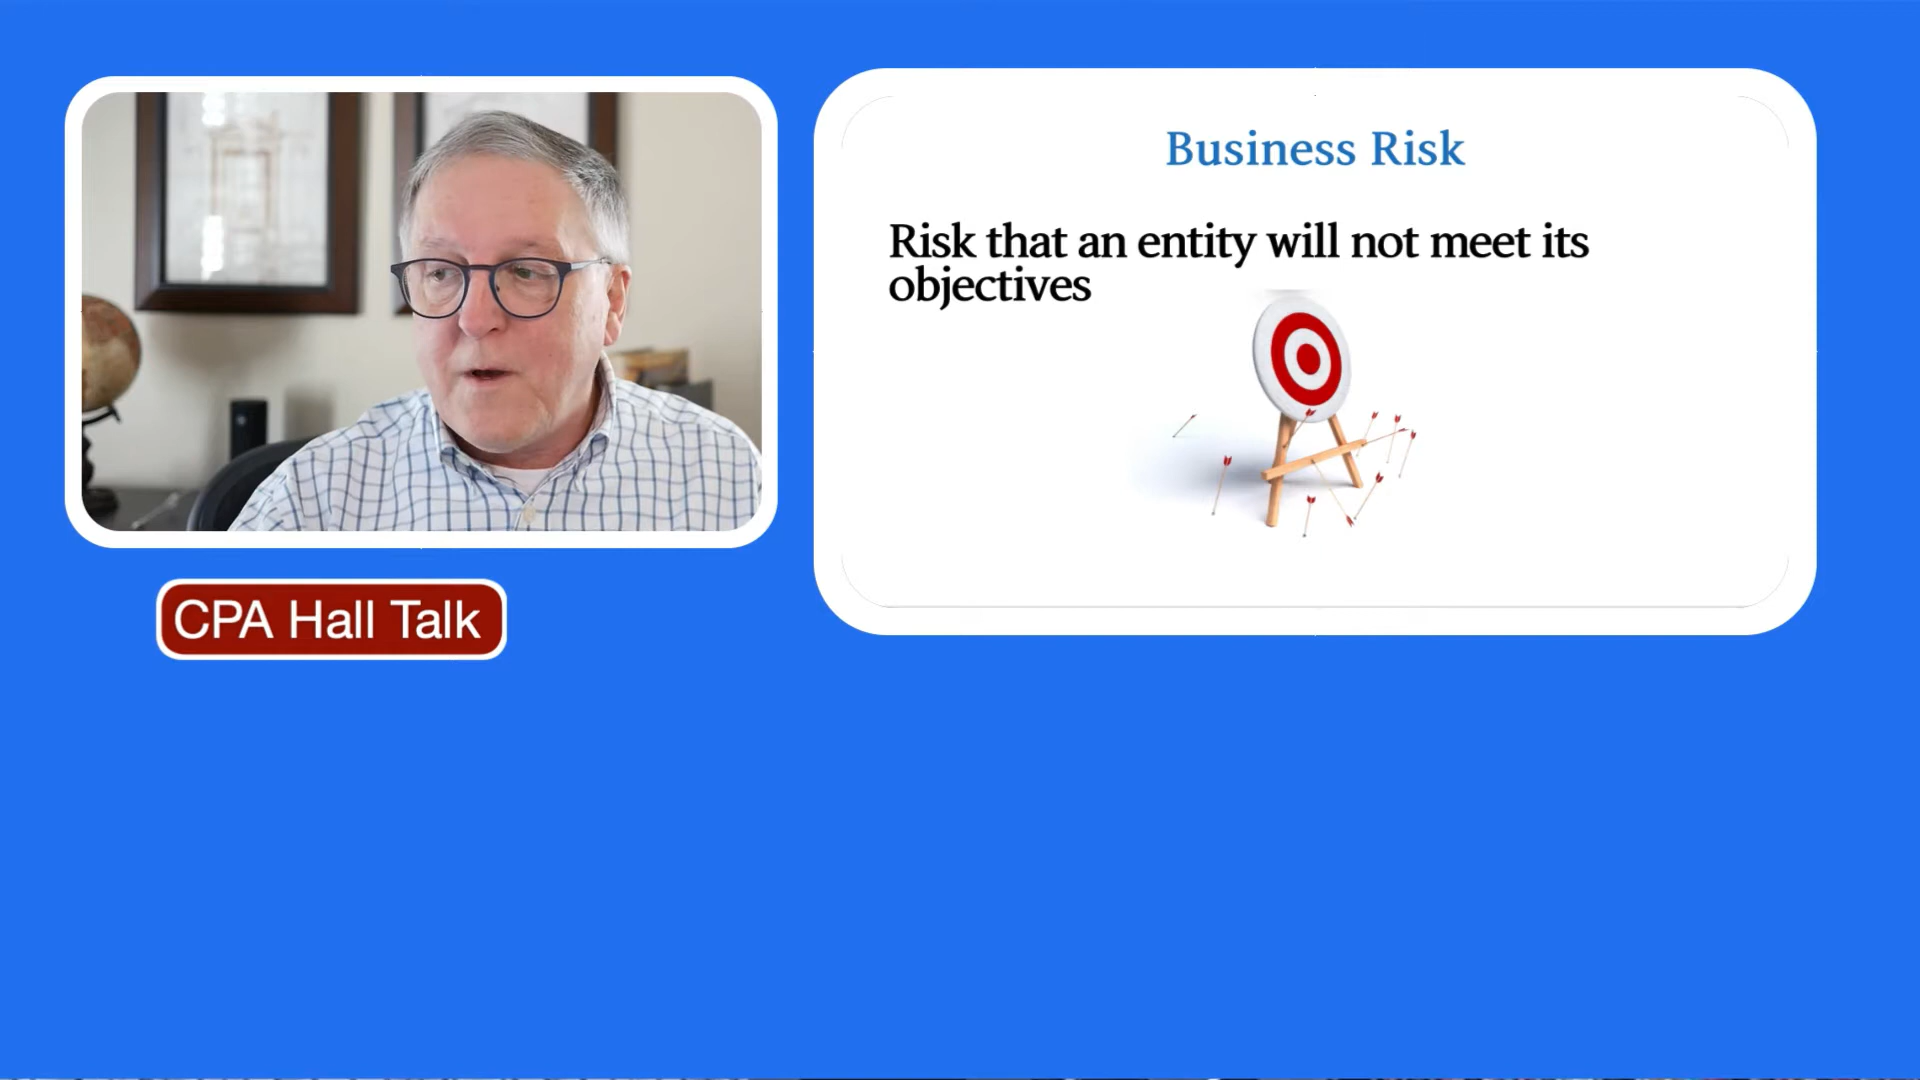 Business Risk
Risk that an entity will not meet its
objectives
CPA Hall Talk